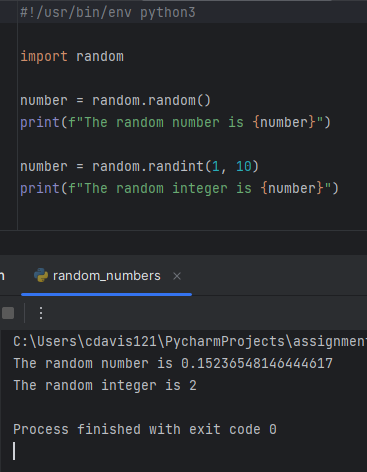 #!/usr/bin/env python3
import random
number = random.random()
print(f"The random number is {number}")
number = random.randint(1, 10)
print(f"The random integer is {number}")
random_numbers
C:\Users\cdavis121\PycharmProjects\assignment
The random number is 0.15236548146444617
The random integer is 2
Process finished with exit code 0